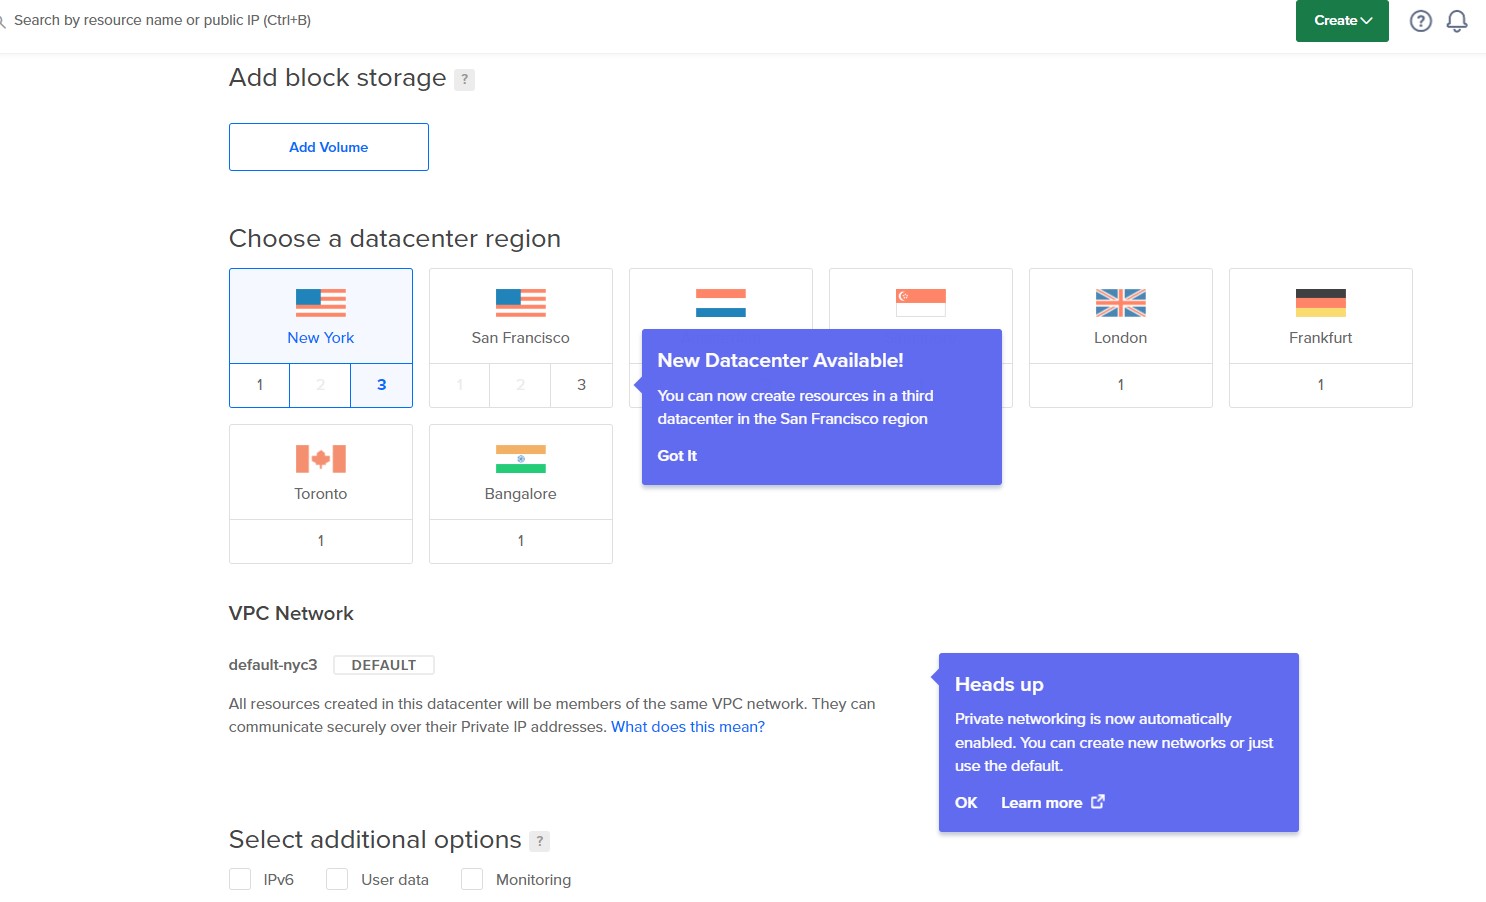 Search by resource name or public IP (Ctrl+B)
Create
?
Add block storage ?
Add Volume
Choose a datacenter region
New York
1 2 3
San Francisco
1 2 3
London
1
Frankfurt
1
New Datacenter Available!
You can now create resources in a third
datacenter in the San Francisco region
Got It
Toronto
1
Bangalore
1
VPC Network
default-nyc3 DEFAULT
All resources created in this datacenter will be members of the same VPC network. They can
communicate securely over their Private IP addresses. What does this mean?
Heads up
Private networking is now automatically
enabled. You can create new networks or just
use the default.
OK Learn more
Select additional options ?
IPv6 User data Monitoring